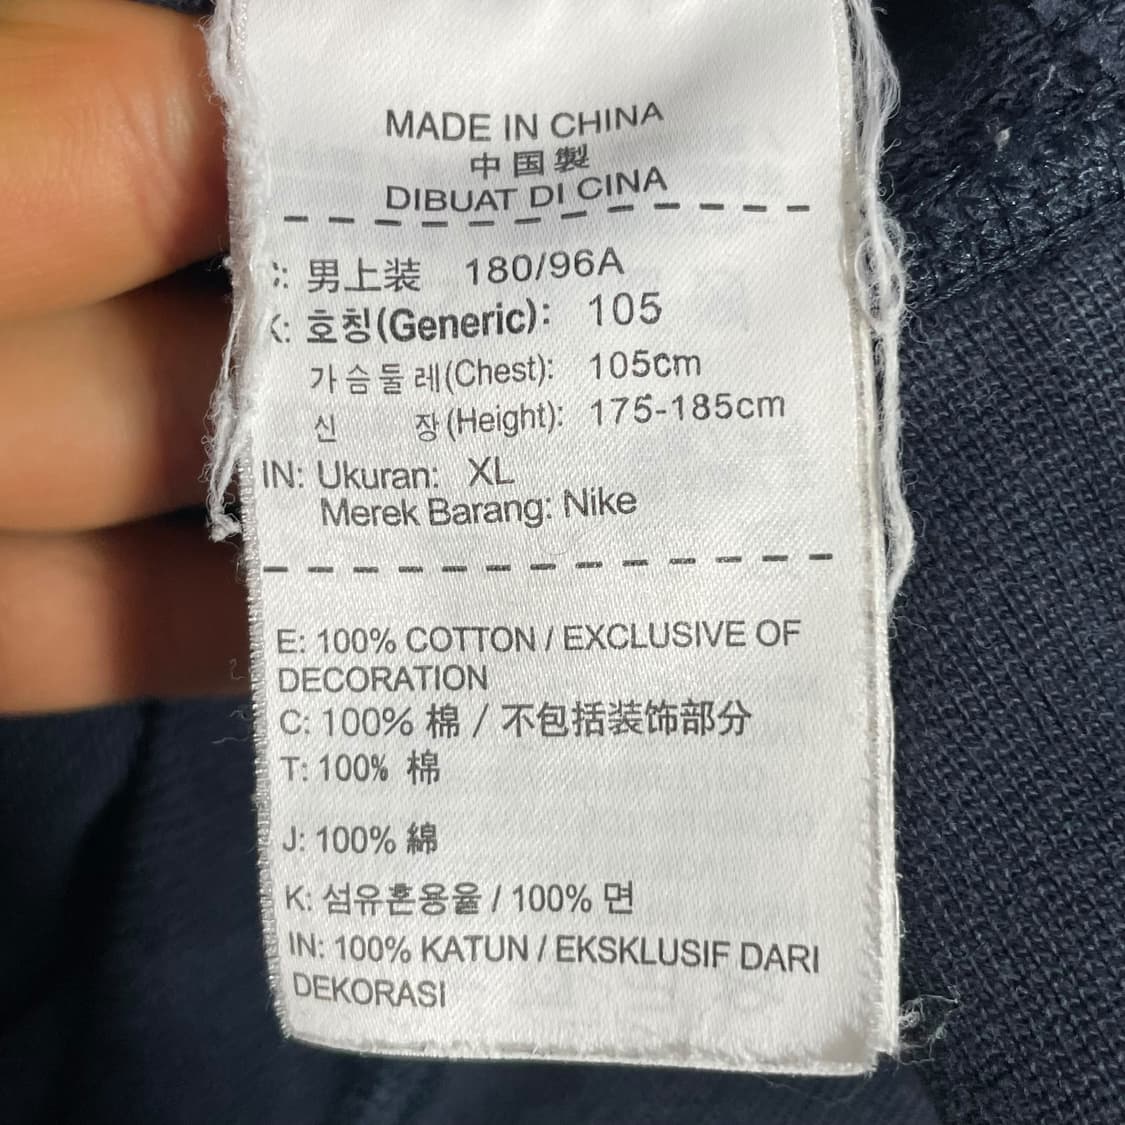 MADE IN CHINA
中国製
DIBUAT DI CINA
: 男上装 180/96A
K: 호칭(Generic): 105
가슴둘레(Chest): 105cm
신 장(Height): 175-185cm
IN: Ukuran: XL
Merek Barang: Nike
E: 100% COTTON / EXCLUSIVE OF
DECORATION
C: 100% 棉 / 不包括装饰部分
T: 100% 棉
J: 100% 綿
K: 섬유혼용율 / 100% 면
IN: 100% KATUN / EKSKLUSIF DARI
DEKORASI